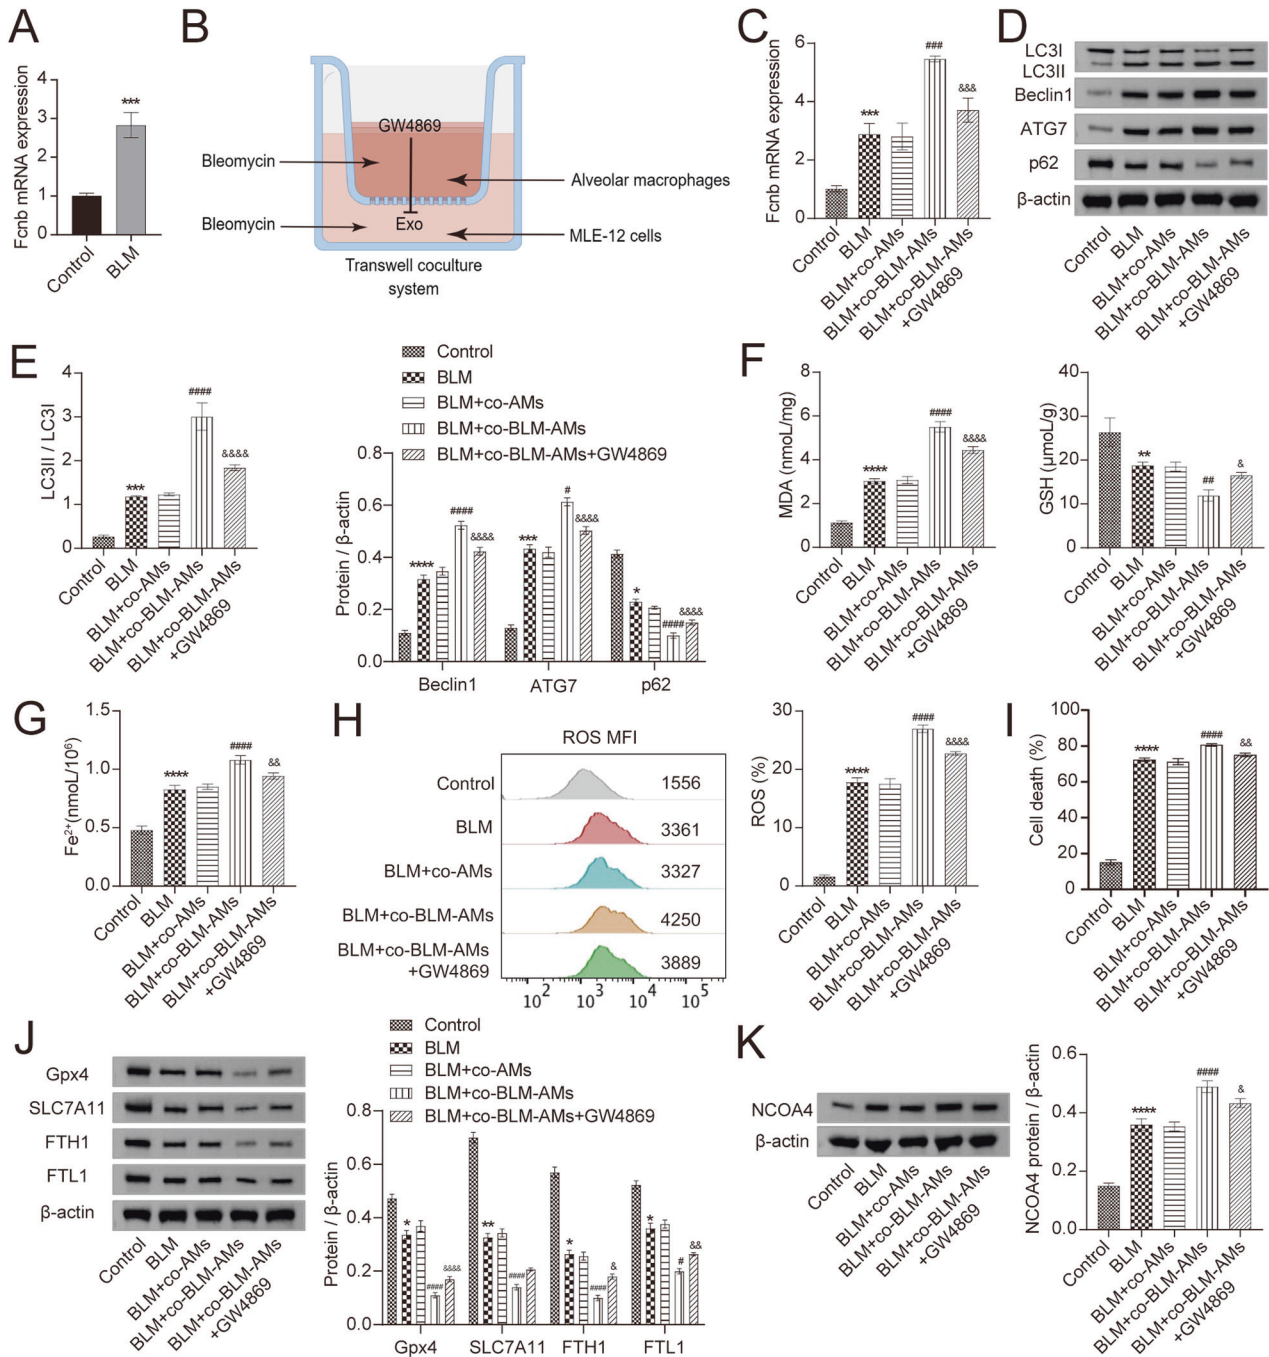 A
Fcnb mRNA expression
4
3
2
1
0
***
Control
BLM
B
GW4869
Bleomycin
Alveolar macrophages
Bleomycin
Exo
MLE-12 cells
Transwell coculture
system
C
Fcnb mRNA expression
6
4
2
0
***
###
&&&
Control
BLM
BLM+co-AMs
BLM+co-BLM-AMs
BLM+co-BLM-AMs
+GW4869
D
LC3I
LC3II
Beclin1
ATG7
p62
β-actin
Control
BLM
BLM+co-AMs
BLM+co-BLM-AMs
BLM+co-BLM-AMs
+GW4869
E
LC3II / LC3I
4
3
2
1
0
***
####
&&&&
Control
BLM
BLM+co-AMs
BLM+co-BLM-AMs
BLM+co-BLM-AMs
+GW4869
Control
BLM
BLM+co-AMs
BLM+co-BLM-AMs
BLM+co-BLM-AMs+GW4869
Protein / β-actin
0.8
0.6
0.4
0.2
0.0
****
####
&&&&
***
#
&&&&
*
####
&&&&
Beclin1
ATG7
p62
F
MDA (nmoL/mg)
8
6
4
2
0
****
####
&&&&
Control
BLM
BLM+co-AMs
BLM+co-BLM-AMs
BLM+co-BLM-AMs
+GW4869
GSH (μmoL/g)
40
30
20
10
0
**
##
&
Control
BLM
BLM+co-AMs
BLM+co-BLM-AMs
BLM+co-BLM-AMs
+GW4869
G
Fe²⁺(nmoL/10⁶)
1.5
1.0
0.5
0.0
****
####
&&
Control
BLM
BLM+co-AMs
BLM+co-BLM-AMs
BLM+co-BLM-AMs
+GW4869
H
ROS MFI
Control 1556
BLM 3361
BLM+co-AMs 3327
BLM+co-BLM-AMs 4250
BLM+co-BLM-AMs
+GW4869 3889
10² 10³ 10⁴ 10⁵
ROS (%)
30
20
10
0
****
####
&&&&
Control
BLM
BLM+co-AMs
BLM+co-BLM-AMs
BLM+co-BLM-AMs
+GW4869
I
Cell death (%)
100
80
60
40
20
0
****
####
&&
Control
BLM
BLM+co-AMs
BLM+co-BLM-AMs
BLM+co-BLM-AMs
+GW4869
J
Gpx4
SLC7A11
FTH1
FTL1
β-actin
Control
BLM
BLM+co-AMs
BLM+co-BLM-AMs
BLM+co-BLM-AMs
+GW4869
Control
BLM
BLM+co-AMs
BLM+co-BLM-AMs
BLM+co-BLM-AMs+GW4869
Protein / β-actin
0.8
0.6
0.4
0.2
0.0
*
####
&&&&
**
####
*
####
&
*
#
&&
Gpx4
SLC7A11
FTH1
FTL1
K
NCOA4
β-actin
Control
BLM
BLM+co-AMs
BLM+co-BLM-AMs
BLM+co-BLM-AMs
+GW4869
NCOA4 protein / β-actin
0.6
0.4
0.2
0.0
****
####
&
Control
BLM
BLM+co-AMs
BLM+co-BLM-AMs
BLM+co-BLM-AMs
+GW4869